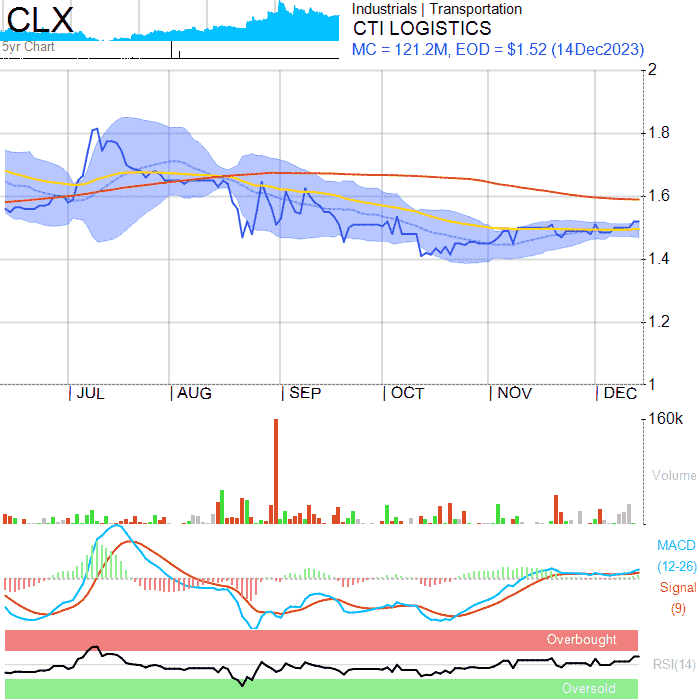 CLX
5yr Chart
Industrials | Transportation
CTI LOGISTICS
MC = 121.2M, EOD = $1.52 (14Dec2023)
2
1.8
1.6
1.4
1.2
1
JUL AUG SEP OCT NOV DEC
160k
Volume
MACD
(12-26)
Signal
(9)
Overbought
RSI(14)
Oversold